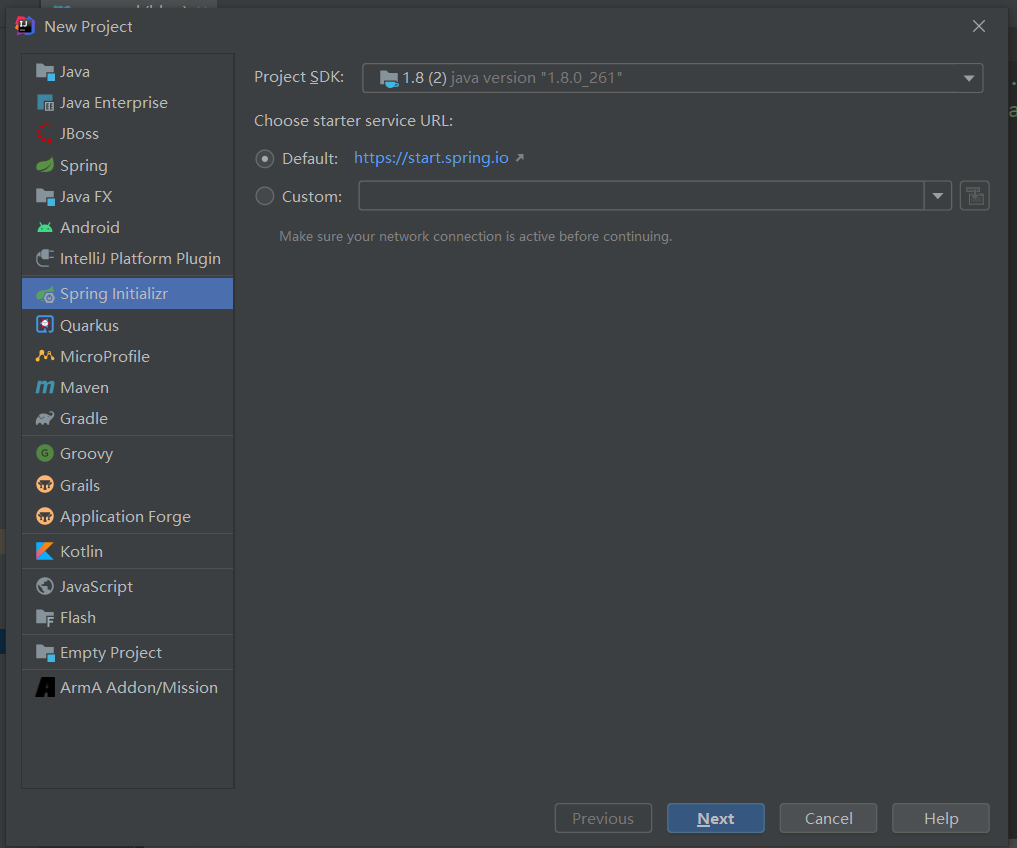 New Project
Java
Java Enterprise
JBoss
Spring
Java FX
Android
IntelliJ Platform Plugin
Spring Initializr
Quarkus
MicroProfile
Maven
Gradle
Groovy
Grails
Application Forge
Kotlin
JavaScript
Flash
Empty Project
ArmA Addon/Mission
Project SDK: 1.8 (2) java version "1.8.0_261"
Choose starter service URL:
Default: https://start.spring.io
Custom:
Make sure your network connection is active before continuing.
Previous Next Cancel Help